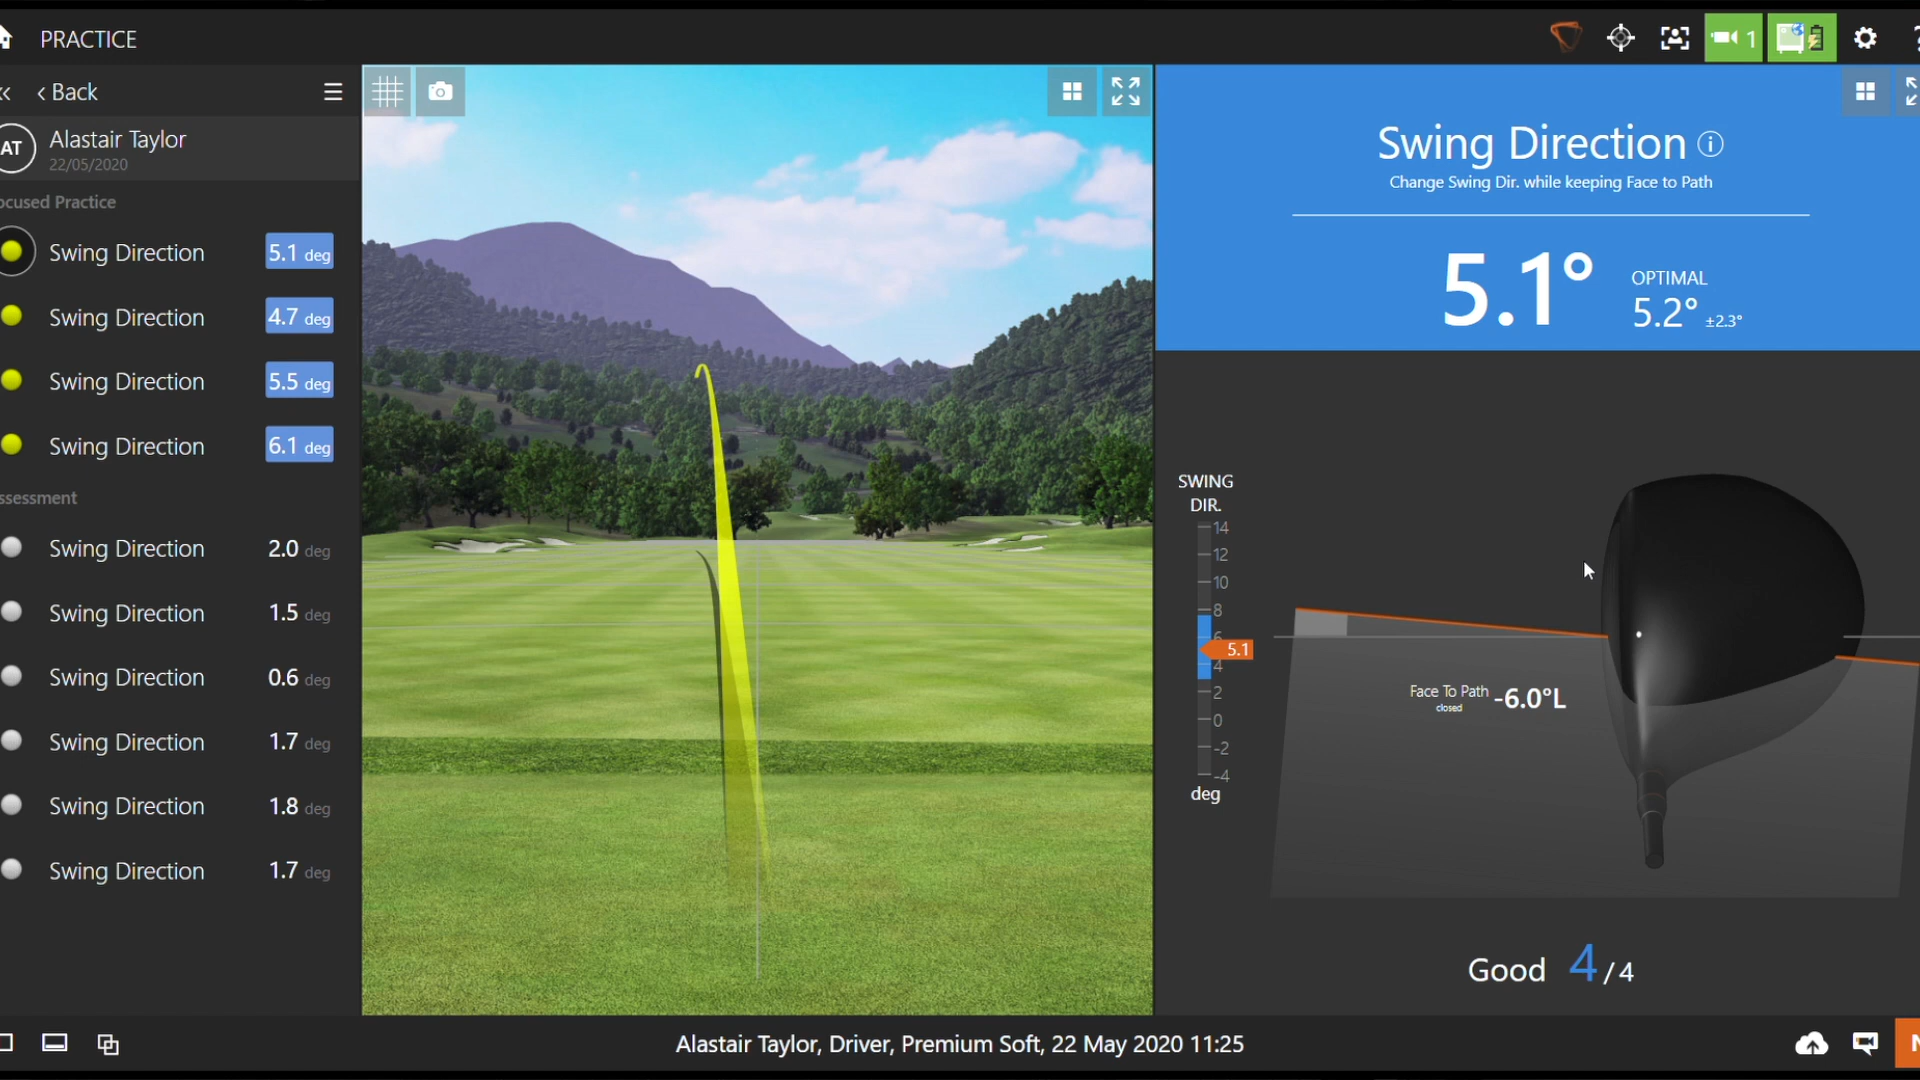 PRACTICE
1
?
« ‹ Back
AT
Alastair Taylor
22/05/2020
ocused Practice
Swing Direction 5.1 deg
Swing Direction 4.7 deg
Swing Direction 5.5 deg
Swing Direction 6.1 deg
ssessment
Swing Direction 2.0 deg
Swing Direction 1.5 deg
Swing Direction 0.6 deg
Swing Direction 1.7 deg
Swing Direction 1.8 deg
Swing Direction 1.7 deg
Swing Direction i
Change Swing Dir. while keeping Face to Path
5.1°
OPTIMAL
5.2° ±2.3°
SWING
DIR.
14
12
10
8
6
5.1
4
2
0
-2
-4
deg
Face To Path -6.0°L
closed
Good 4/4
Alastair Taylor, Driver, Premium Soft, 22 May 2020 11:25
N